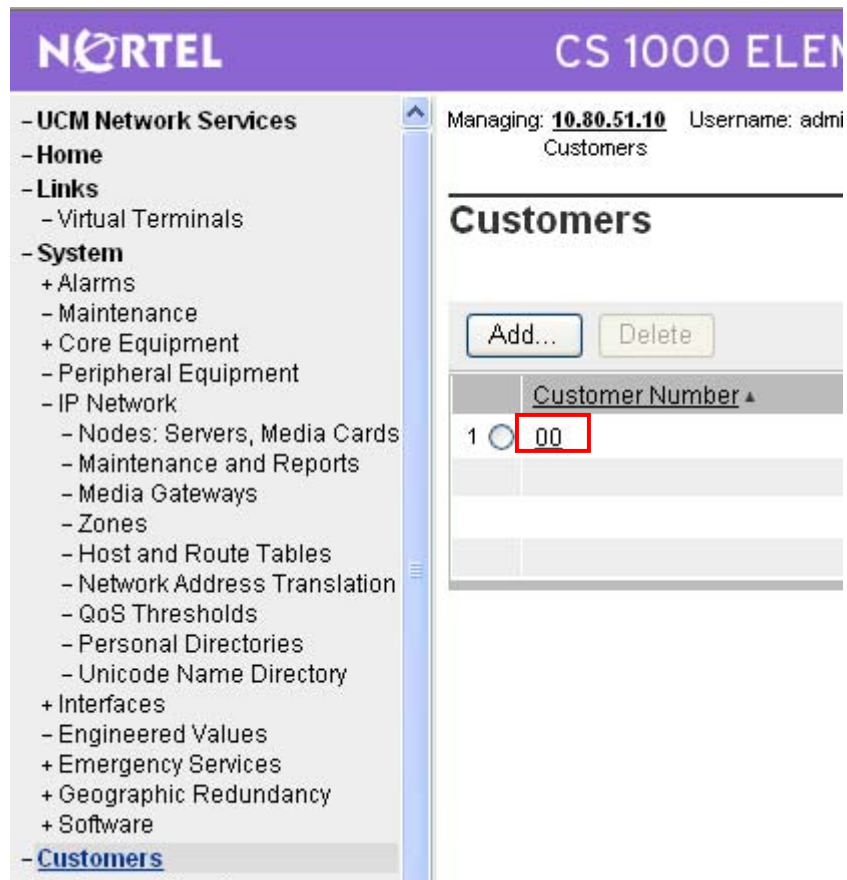 NORTEL
CS 1000 ELEM
– UCM Network Services
– Home
– Links
– Virtual Terminals
– System
+ Alarms
– Maintenance
+ Core Equipment
– Peripheral Equipment
– IP Network
– Nodes: Servers, Media Cards
– Maintenance and Reports
– Media Gateways
– Zones
– Host and Route Tables
– Network Address Translation
– QoS Thresholds
– Personal Directories
– Unicode Name Directory
+ Interfaces
– Engineered Values
+ Emergency Services
+ Geographic Redundancy
+ Software
– Customers
Managing: 10.80.51.10 Username: admi
Customers
Customers
Add... Delete
Customer Number
1 00